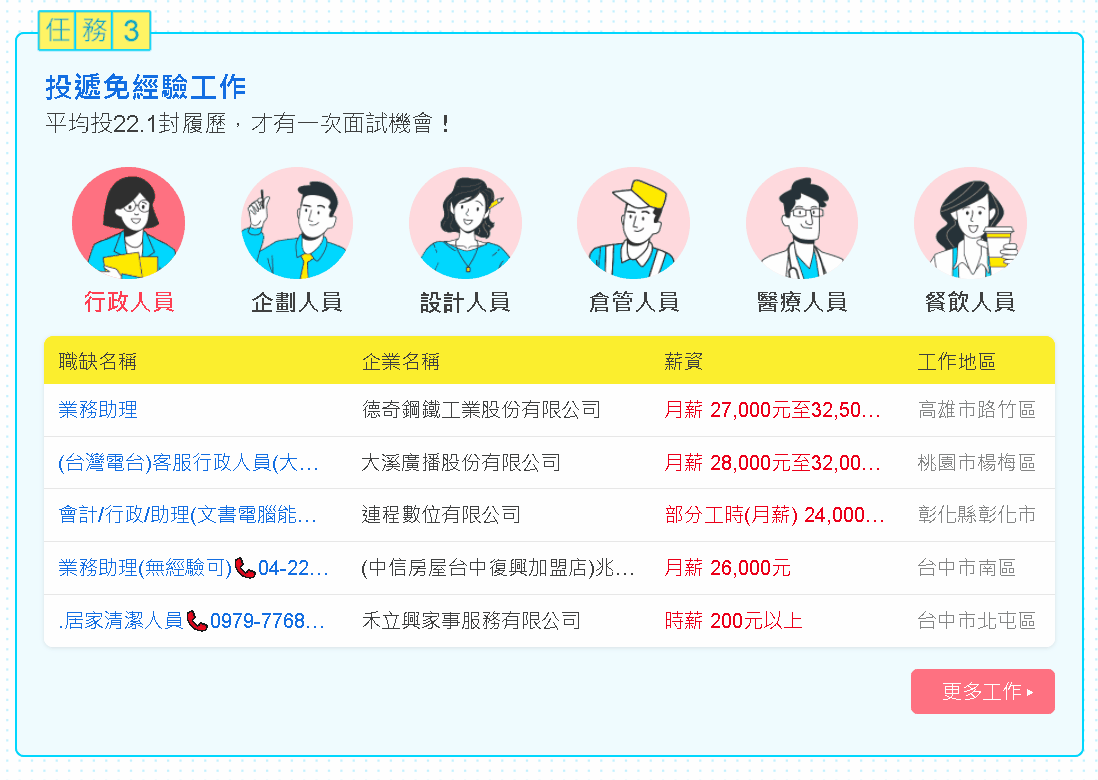 任務3
投遞免經驗工作
平均投22.1封履歷，才有一次面試機會！
行政人員 企劃人員 設計人員 倉管人員 醫療人員 餐飲人員
職缺名稱 企業名稱 薪資 工作地區
業務助理 德奇鋼鐵工業股份有限公司 月薪 27,000元至32,50... 高雄市路竹區
(台灣電台)客服行政人員(大... 大溪廣播股份有限公司 月薪 28,000元至32,00... 桃園市楊梅區
會計/行政/助理(文書電腦能... 連程數位有限公司 部分工時(月薪) 24,000... 彰化縣彰化市
業務助理(無經驗可)📞04-22... (中信房屋台中復興加盟店)兆... 月薪 26,000元 台中市南區
.居家清潔人員📞0979-7768... 禾立興家事服務有限公司 時薪 200元以上 台中市北屯區
更多工作▸